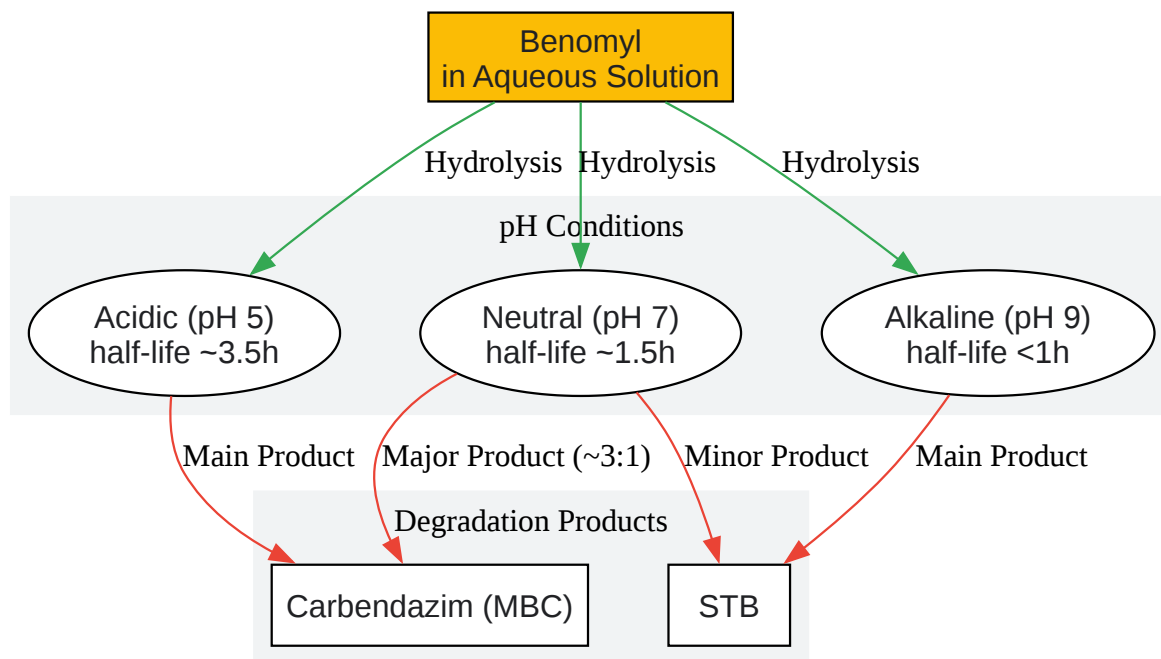 Benomyl
in Aqueous Solution
Hydrolysis
Hydrolysis
Hydrolysis
pH Conditions
Acidic (pH 5)
half-life ~3.5h
Neutral (pH 7)
half-life ~1.5h
Alkaline (pH 9)
half-life <1h
Main Product
Major Product (~3:1)
Minor Product
Main Product
Degradation Products
Carbendazim (MBC)
STB